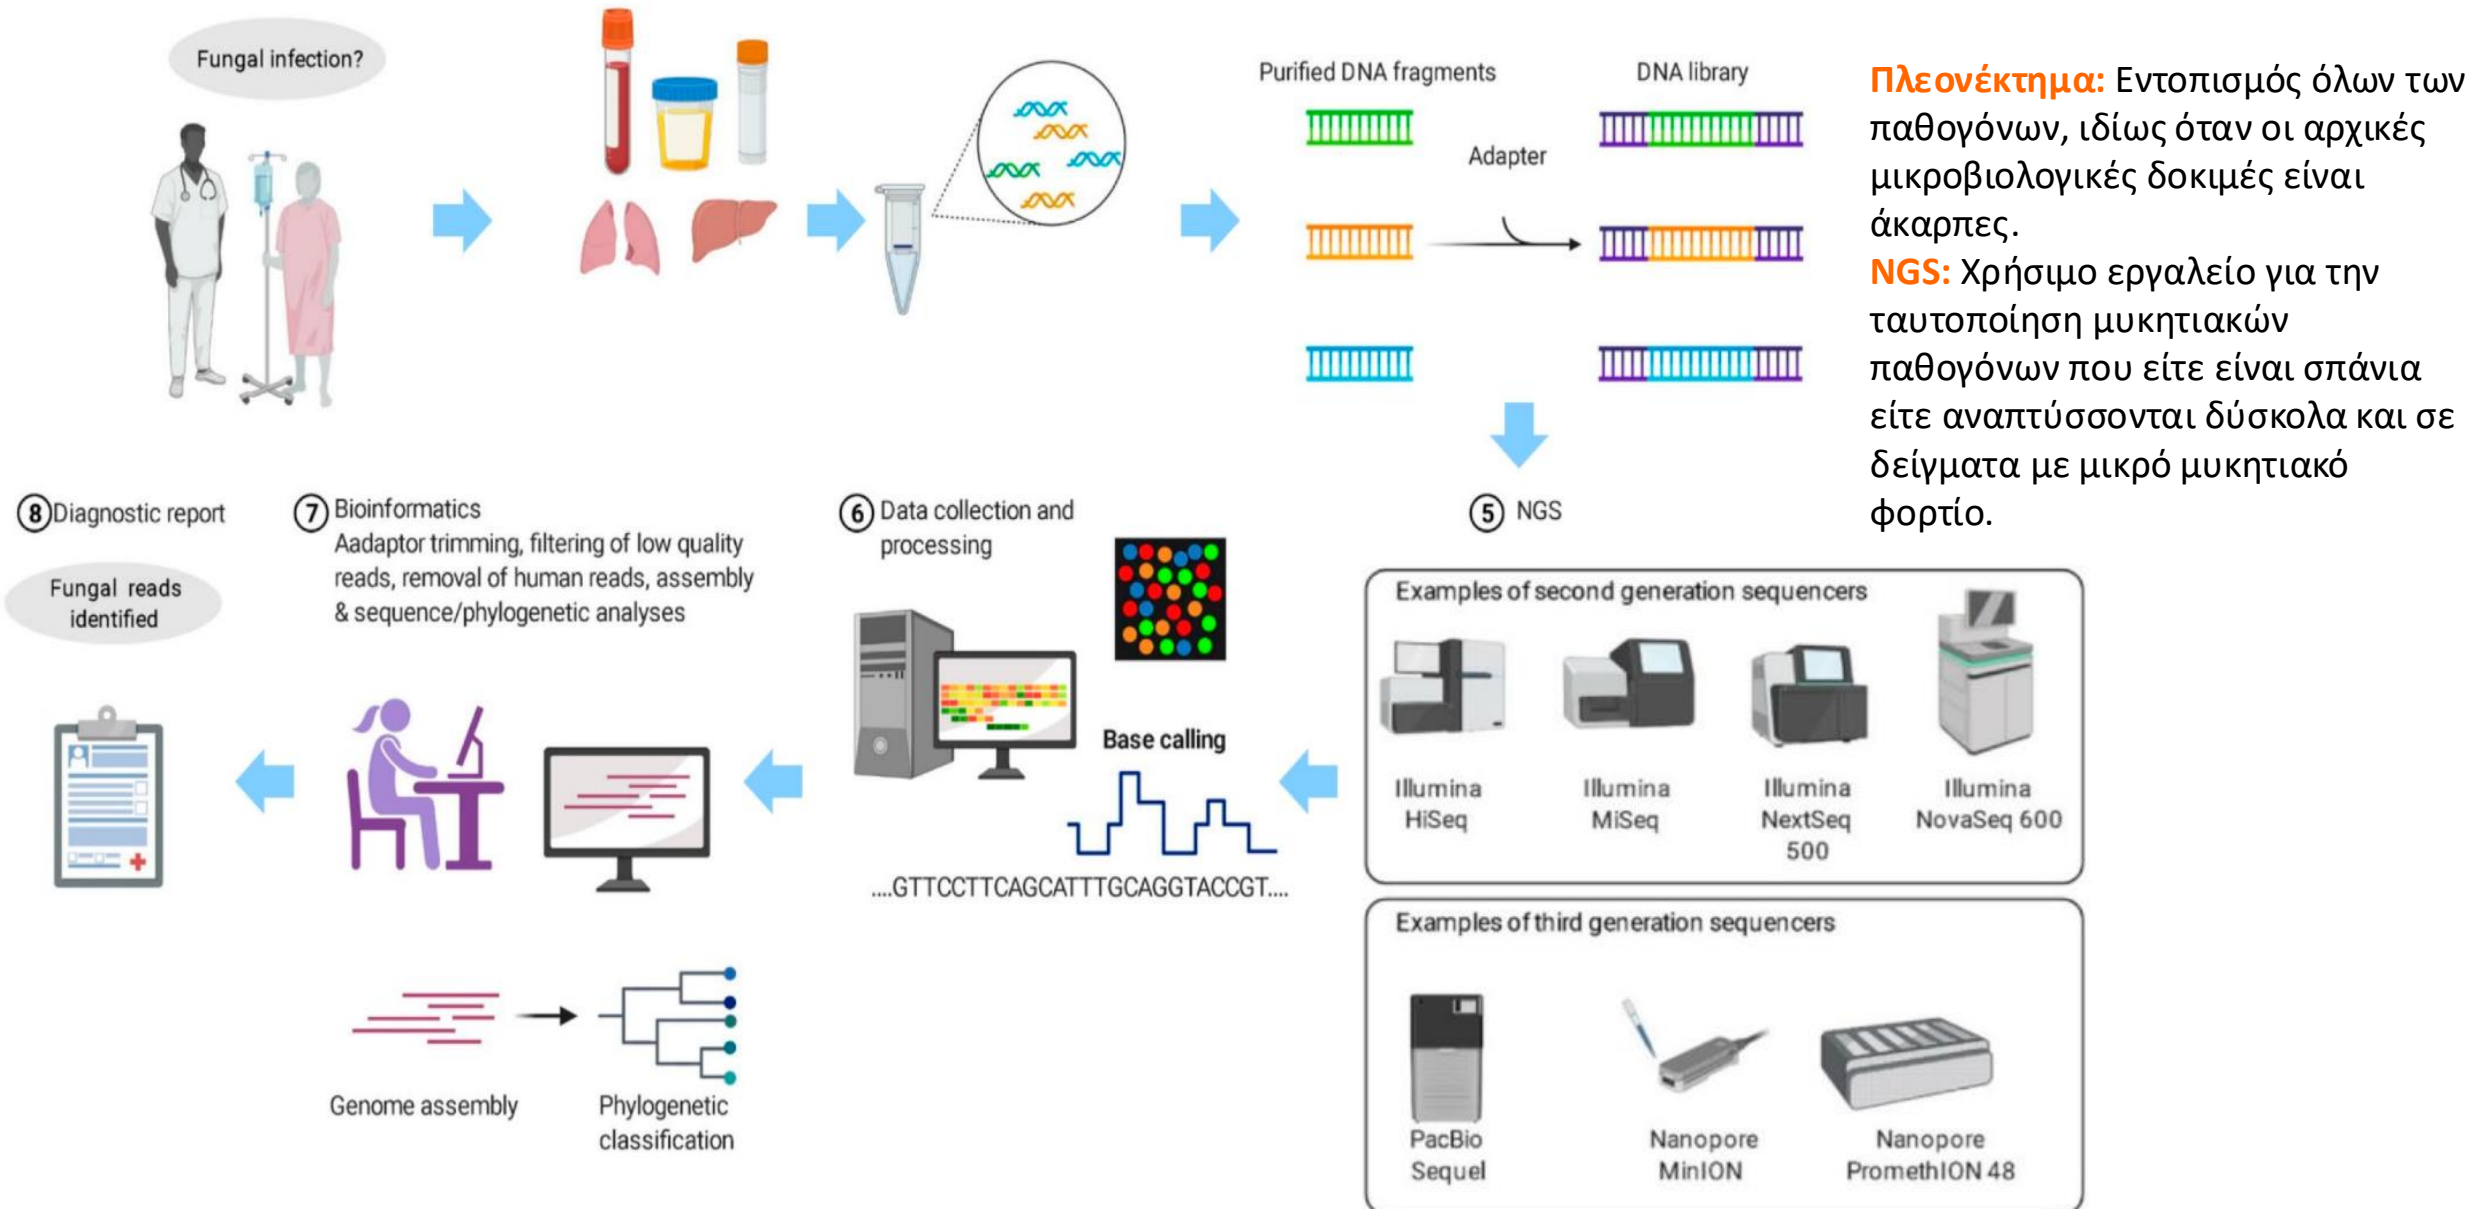 Fungal infection?
Purified DNA fragments
DNA library
Adapter
Πλεονέκτημα: Εντοπισμός όλων των
παθογόνων, ιδίως όταν οι αρχικές
μικροβιολογικές δοκιμές είναι
άκαρπες.
NGS: Χρήσιμο εργαλείο για την
ταυτοποίηση μυκητιακών
παθογόνων που είτε είναι σπάνια
είτε αναπτύσσονται δύσκολα και σε
δείγματα με μικρό μυκητιακό
φορτίο.
5 NGS
Examples of second generation sequencers
Illumina
HiSeq
Illumina
MiSeq
Illumina
NextSeq
500
Illumina
NovaSeq 600
Examples of third generation sequencers
PacBio
Sequel
Nanopore
MinION
Nanopore
PromethION 48
6 Data collection and
processing
Base calling
....GTTCCTTCAGCATTTGCAGGTACCGT....
7 Bioinformatics
Aadaptor trimming, filtering of low quality
reads, removal of human reads, assembly
& sequence/phylogenetic analyses
Genome assembly
Phylogenetic
classification
8 Diagnostic report
Fungal reads
identified